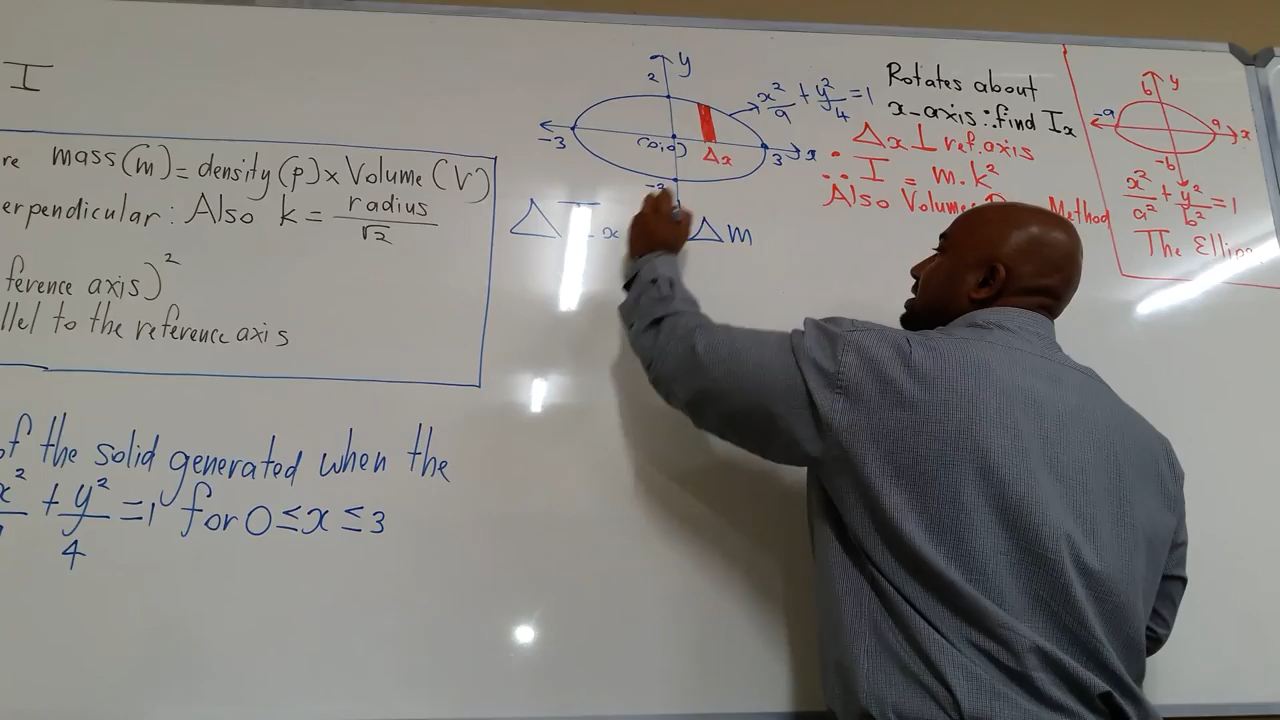 I
re mass(m) = density(ρ) x Volume (V)
erpendicular: Also k = radius/√2
ference axis)²
llel to the reference axis
f the solid generated when the
x² + y²/4 = 1 for 0 ≤ x ≤ 3
y
2
-3
(0,0)
Δx
3
x
-2
x²/9 + y²/4 = 1
ΔIx
Δm
Rotates about
x-axis ∴ find Ix
Δx ⊥ ref. axis
∴ I = m.k²
Also Volume Method
y
b
-a
a
x
-b
x²/a² + y²/b² = 1
The